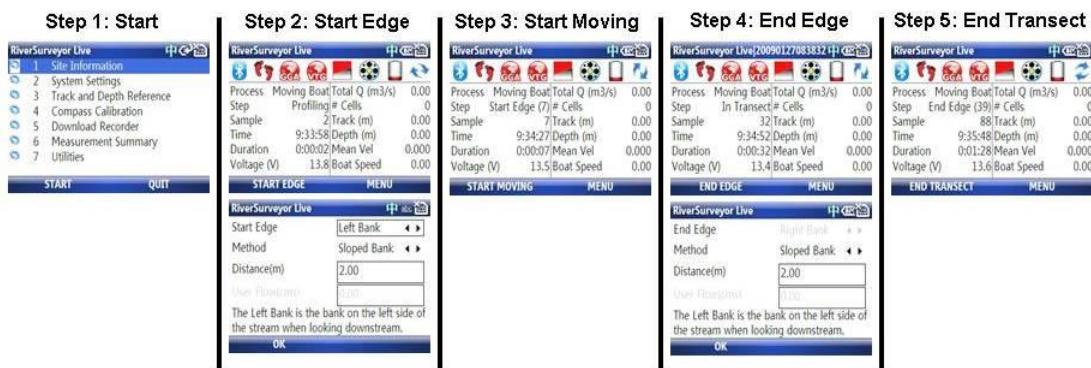 Step 1: Start
RiverSurveyor Live
1 Site Information
2 System Settings
3 Track and Depth Reference
4 Compass Calibration
5 Download Recorder
6 Measurement Summary
7 Utilities
START QUIT
Step 2: Start Edge
RiverSurveyor Live
GGA VTG
Process Moving Boat Total Q (m3/s) 0.00
Step Profiling # Cells 0
Sample 2 Track (m) 0.00
Time 9:33:58 Depth (m) 0.00
Duration 0:00:02 Mean Vel 0.000
Voltage (V) 13.8 Boat Speed 0.00
START EDGE MENU
RiverSurveyor Live abc
Start Edge Left Bank
Method Sloped Bank
Distance(m) 2.00
0.00
The Left Bank is the bank on the left side of
the stream when looking downstream.
OK
Step 3: Start Moving
RiverSurveyor Live
GGA VTG
Process Moving Boat Total Q (m3/s) 0.00
Step Start Edge (7) # Cells 0
Sample 7 Track (m) 0.00
Time 9:34:27 Depth (m) 0.00
Duration 0:00:07 Mean Vel 0.000
Voltage (V) 13.5 Boat Speed 0.00
START MOVING MENU
Step 4: End Edge
RiverSurveyor Live|20090127083832
GGA VTG
Process Moving Boat Total Q (m3/s) 0.00
Step In Transect # Cells 0
Sample 32 Track (m) 0.00
Time 9:34:52 Depth (m) 0.00
Duration 0:00:32 Mean Vel 0.000
Voltage (V) 13.4 Boat Speed 0.00
END EDGE MENU
RiverSurveyor Live
End Edge Right Bank
Method Sloped Bank
Distance(m) 2.00
0.00
The Left Bank is the bank on the left side of
the stream when looking downstream.
OK
Step 5: End Transect
RiverSurveyor Live
GGA VTG
Process Moving Boat Total Q (m3/s) 0.00
Step End Edge (39) # Cells 0
Sample 88 Track (m) 0.00
Time 9:35:48 Depth (m) 0.00
Duration 0:01:28 Mean Vel 0.000
Voltage (V) 13.6 Boat Speed 0.00
END TRANSECT MENU